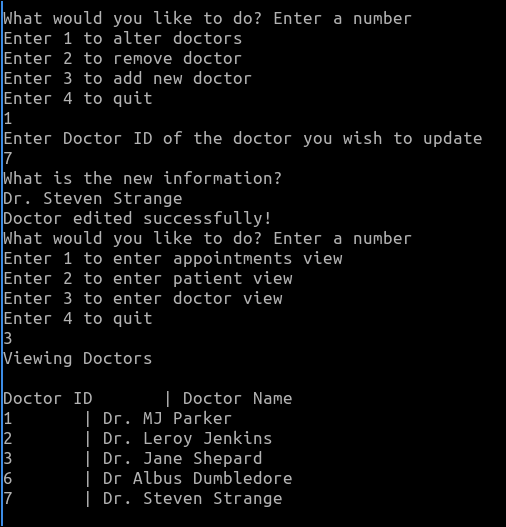 What would you like to do? Enter a number
Enter 1 to alter doctors
Enter 2 to remove doctor
Enter 3 to add new doctor
Enter 4 to quit
1
Enter Doctor ID of the doctor you wish to update
7
What is the new information?
Dr. Steven Strange
Doctor edited successfully!
What would you like to do? Enter a number
Enter 1 to enter appointments view
Enter 2 to enter patient view
Enter 3 to enter doctor view
Enter 4 to quit
3
Viewing Doctors
Doctor ID       | Doctor Name
1       | Dr. MJ Parker
2       | Dr. Leroy Jenkins
3       | Dr. Jane Shepard
6       | Dr Albus Dumbledore
7       | Dr. Steven Strange